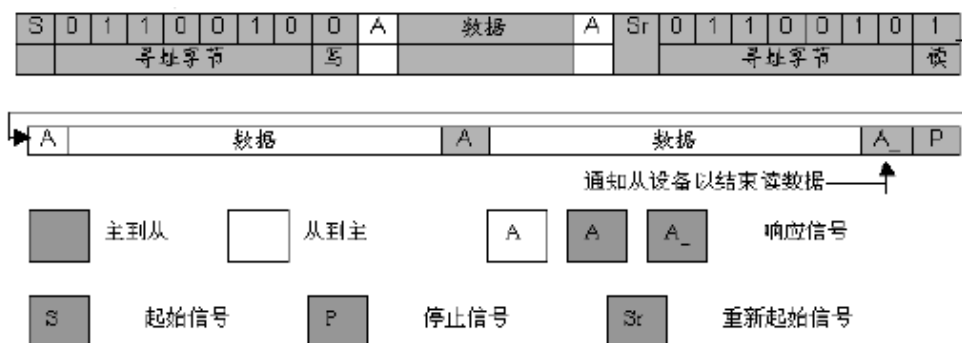 S 0 1 1 0 0 1 0 0 A 数据 A Sr 0 1 1 0 0 1 0 1
寻址字节 写 寻址字节 读
A 数据 A 数据 A_ P
通知从设备以结束读数据
主到从 从到主 A A A_ 响应信号
S 起始信号 P 停止信号 Sr 重新起始信号